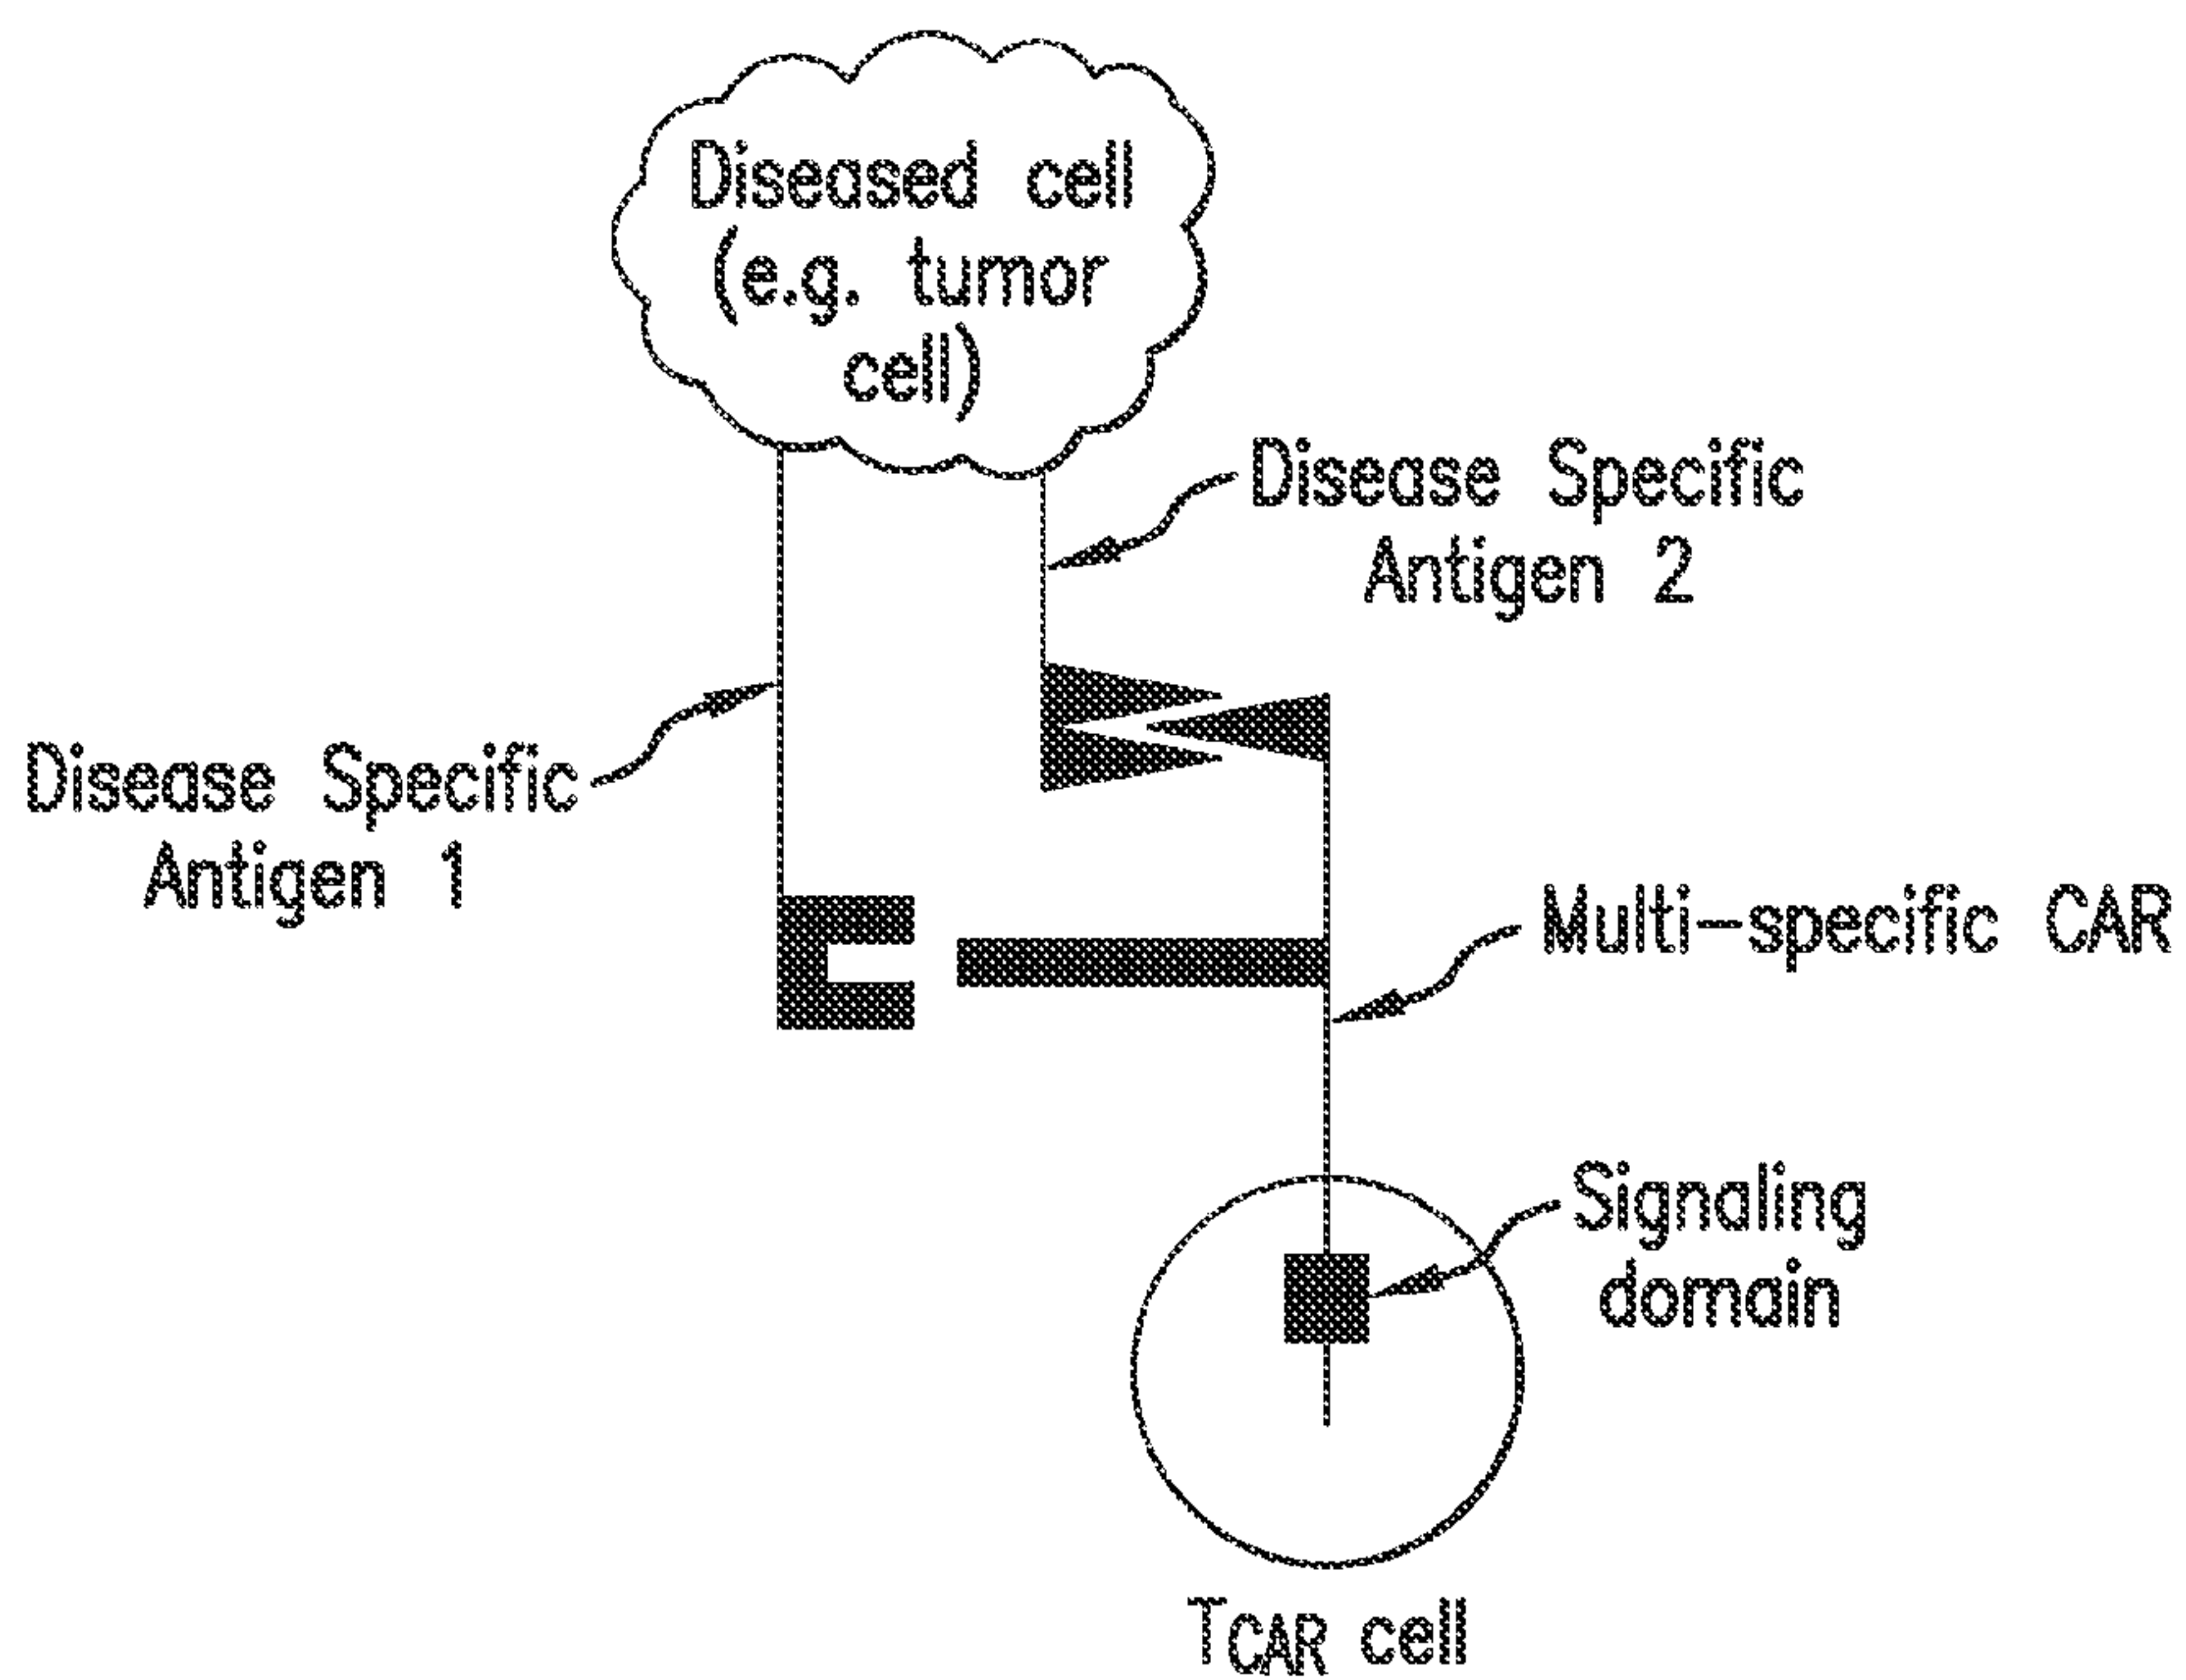 Diseased cell
(e.g. tumor
cell)
Disease Specific
Antigen 2
Disease Specific
Antigen 1
Multi-specific CAR
Signaling
domain
TCAR cell